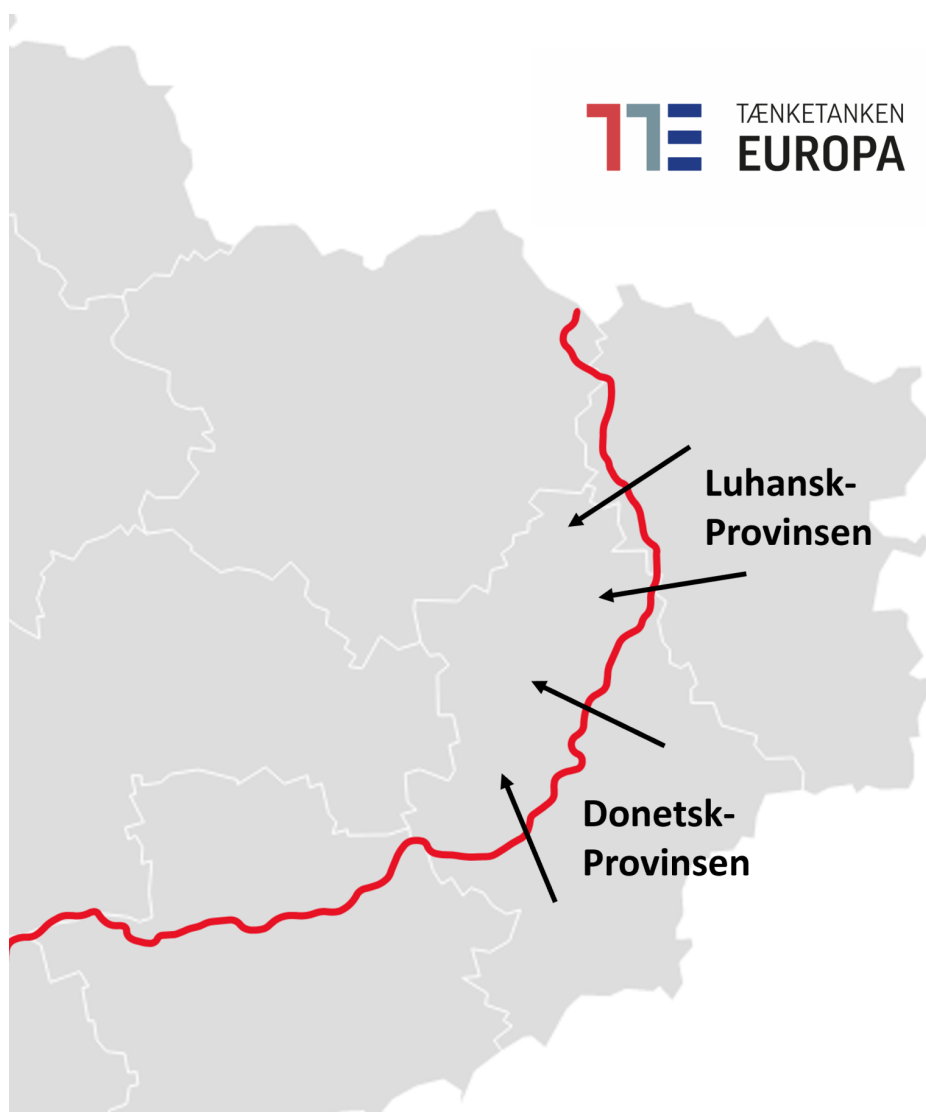 TÆNKETANKEN
EUROPA
Luhansk-
Provinsen
Donetsk-
Provinsen